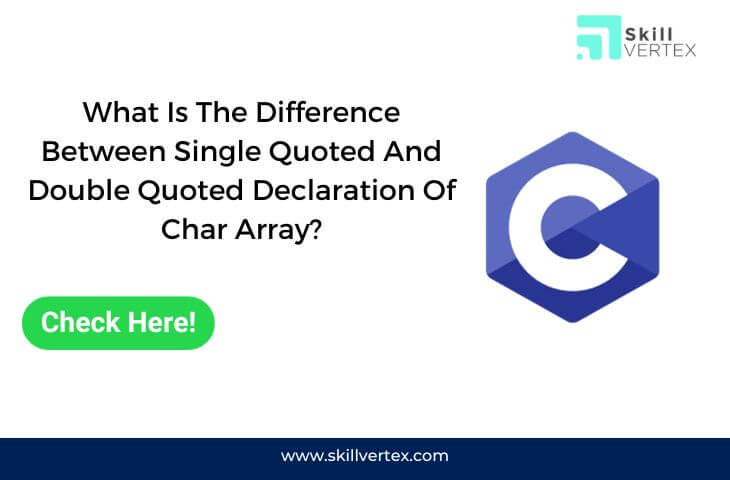 Skill
VERTEX
What Is The Difference
Between Single Quoted And
Double Quoted Declaration Of
Char Array?
C
Check Here!
www.skillvertex.com